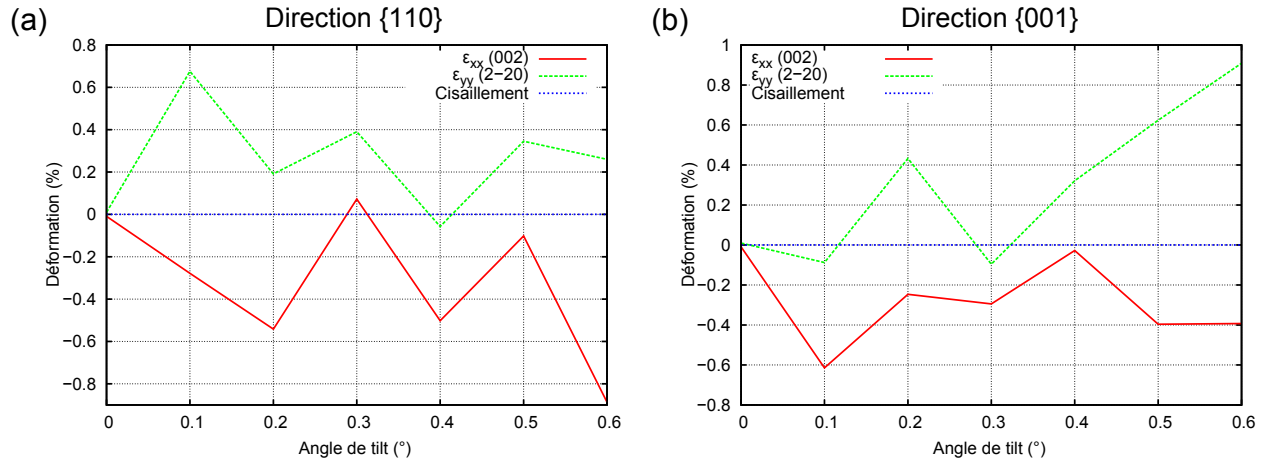 (a)
Direction {110}
εxx (002)
εyy (2−20)
Cisaillement
Déformation (%)
0.8
0.6
0.4
0.2
0
−0.2
−0.4
−0.6
−0.8
0 0.1 0.2 0.3 0.4 0.5 0.6
Angle de tilt (°)
(b)
Direction {001}
εxx (002)
εyy (2−20)
Cisaillement
Déformation (%)
1
0.8
0.6
0.4
0.2
0
−0.2
−0.4
−0.6
−0.8
0 0.1 0.2 0.3 0.4 0.5 0.6
Angle de tilt (°)